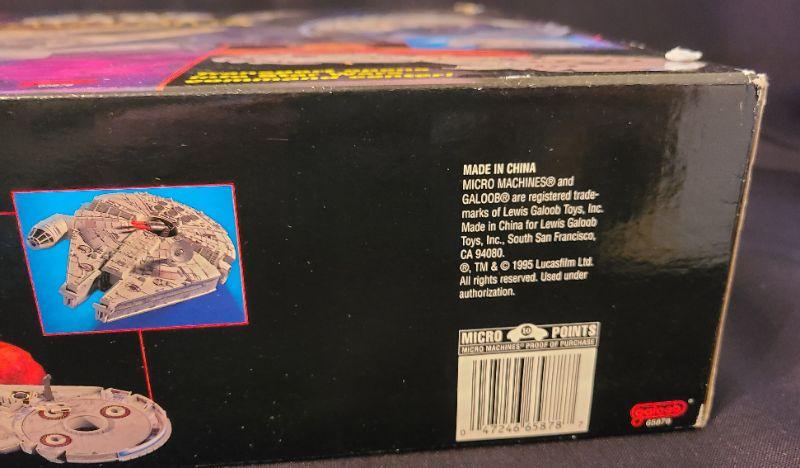 MADE IN CHINA
MICRO MACHINES® and
GALOOB® are registered trade-
marks of Lewis Galoob Toys, Inc.
Made in China for Lewis Galoob
Toys, Inc., South San Francisco,
CA 94080.
®, TM & © 1995 Lucasfilm Ltd.
All rights reserved. Used under
authorization.
MICRO 10 POINTS
MICRO MACHINES® PROOF OF PURCHASE
0 47246 65878 7
galoob®
65878